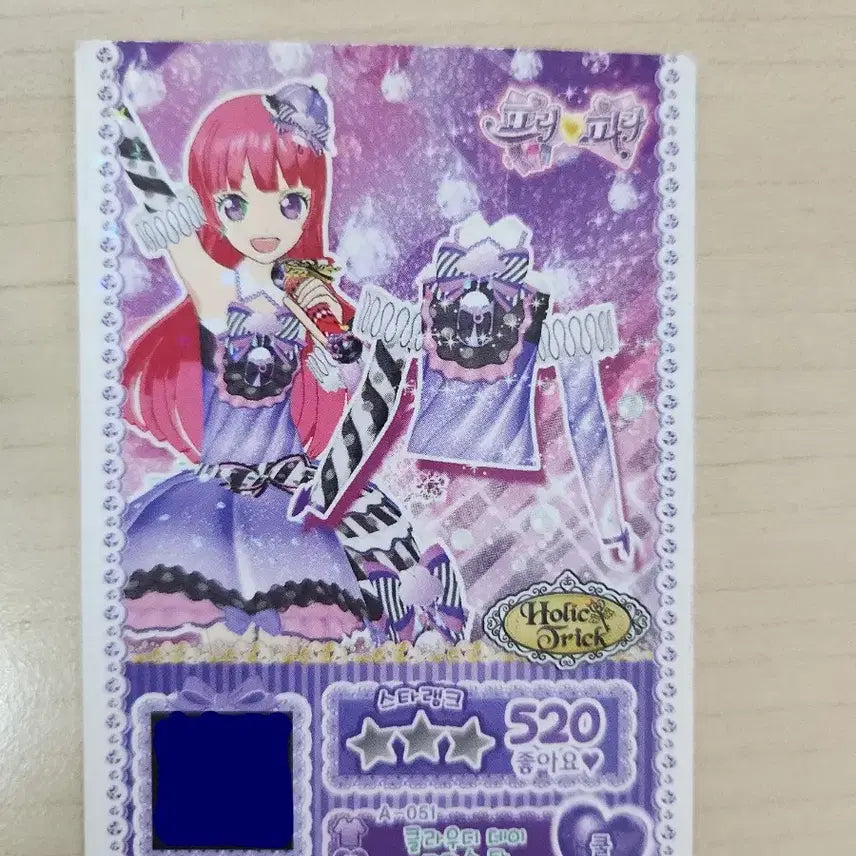 프리 파라
Holic
Trick
스타랭크
520
좋아요♥
A-051
클라우디 데이
쿨